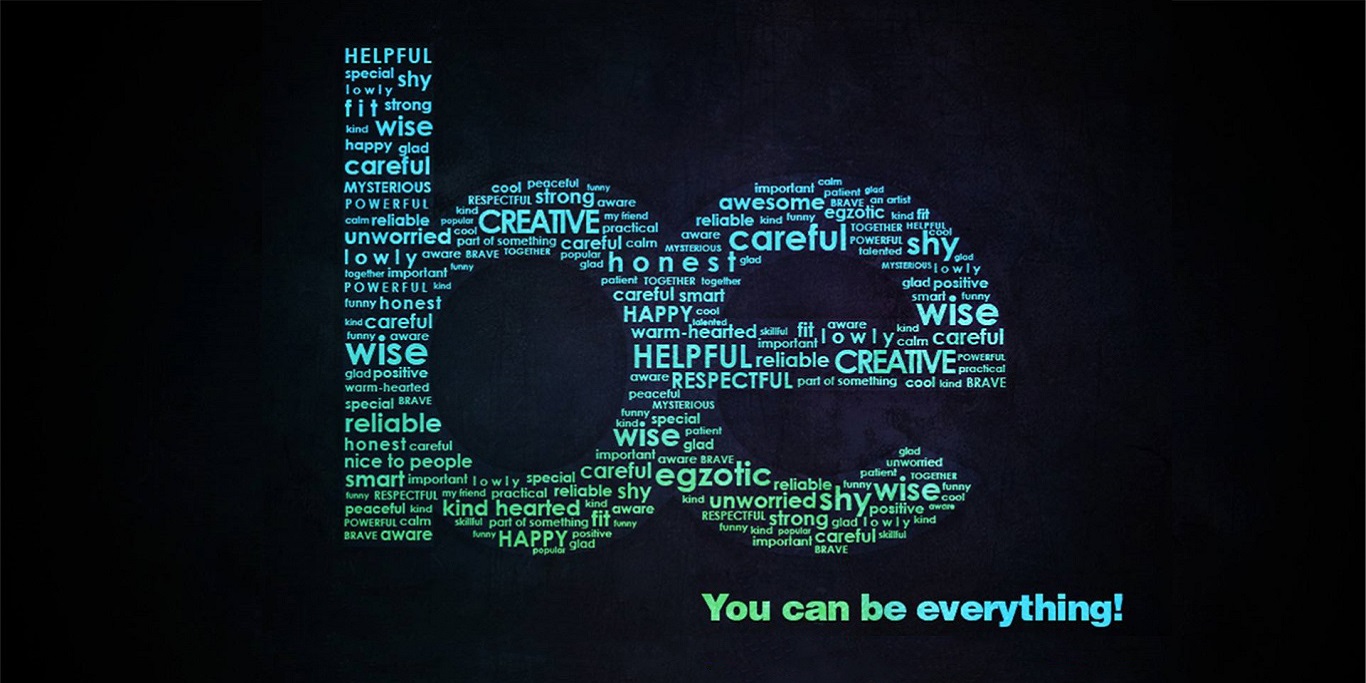 HELPFUL
special shy
lowly
fit strong
kind wise
happy glad
careful
MYSTERIOUS
POWERFUL
calm reliable
unworried
lowly aware BRAVE TOGETHER
together important funny
POWERFUL kind
funny honest
kind careful
funny aware
wise
glad positive
warm-hearted
special BRAVE
reliable
honest careful
nice to people
smart important lowly special careful
funny RESPECTFUL my friend practical reliable shy
peaceful kind kind hearted kind aware
POWERFUL calm skillful part of something fit funny
BRAVE aware funny HAPPY positive
popular glad
cool peaceful funny
RESPECTFUL strong aware
kind CREATIVE my friend
popular cool practical
part of something careful calm
popular glad honest glad
patient TOGETHER together
careful smart
HAPPY cool
talented
warm-hearted skillful fit aware
important lowly kind calm careful
HELPFUL reliable CREATIVE POWERFUL practical
aware RESPECTFUL part of something cool kind BRAVE
peaceful
MYSTERIOUS
funny special
kind wise patient
glad
important aware BRAVE
important calm patient glad
awesome BRAVE an artist
reliable kind funny egzotic kind fit
aware careful TOGETHER HELPFUL cool
MYSTERIOUS POWERFUL shy
talented glad
MYSTERIOUS lowly
glad positive
smart funny
wise
glad
unworried
egzotic reliable patient TOGETHER
funny wise funny cool
kind unworried shy positive aware
RESPECTFUL strong glad lowly kind
funny kind popular careful skillful
important BRAVE
You can be everything!